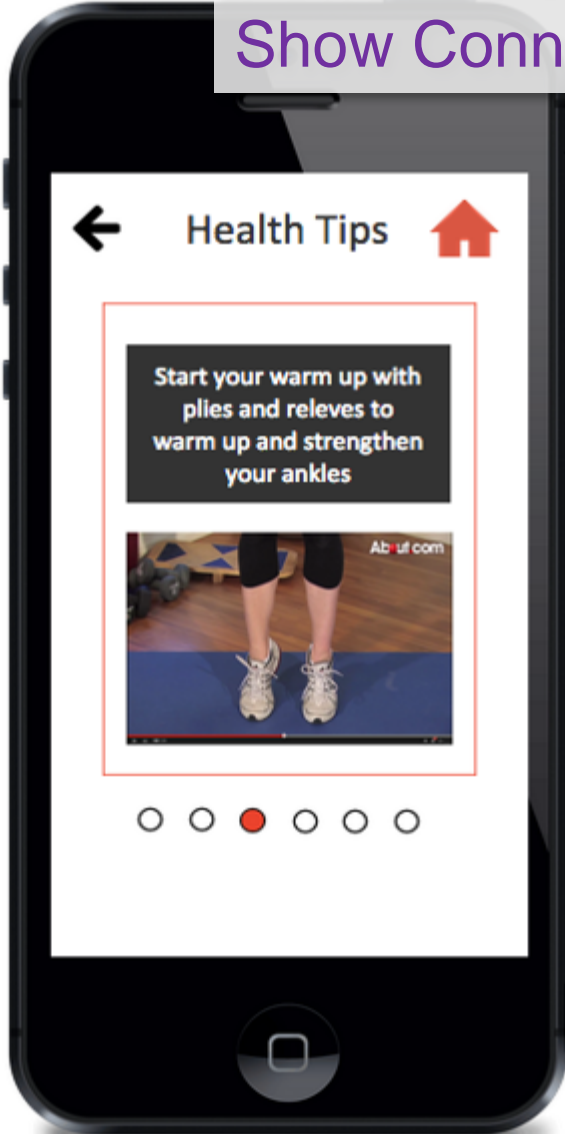 Show Conn
Health Tips
Start your warm up with
plies and releves to
warm up and strengthen
your ankles
About.com